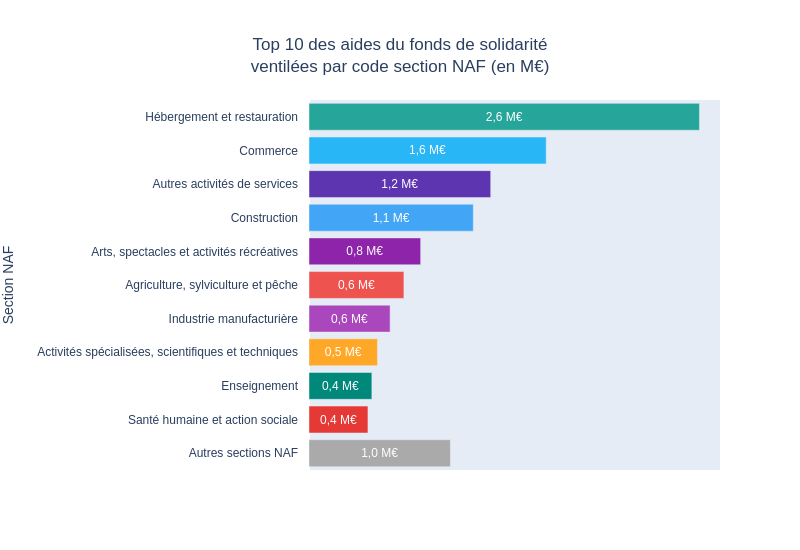 Top 10 des aides du fonds de solidarité
ventilées par code section NAF (en M€)
Section NAF
Hébergement et restauration 2,6 M€
Commerce 1,6 M€
Autres activités de services 1,2 M€
Construction 1,1 M€
Arts, spectacles et activités récréatives 0,8 M€
Agriculture, sylviculture et pêche 0,6 M€
Industrie manufacturière 0,6 M€
Activités spécialisées, scientifiques et techniques 0,5 M€
Enseignement 0,4 M€
Santé humaine et action sociale 0,4 M€
Autres sections NAF 1,0 M€